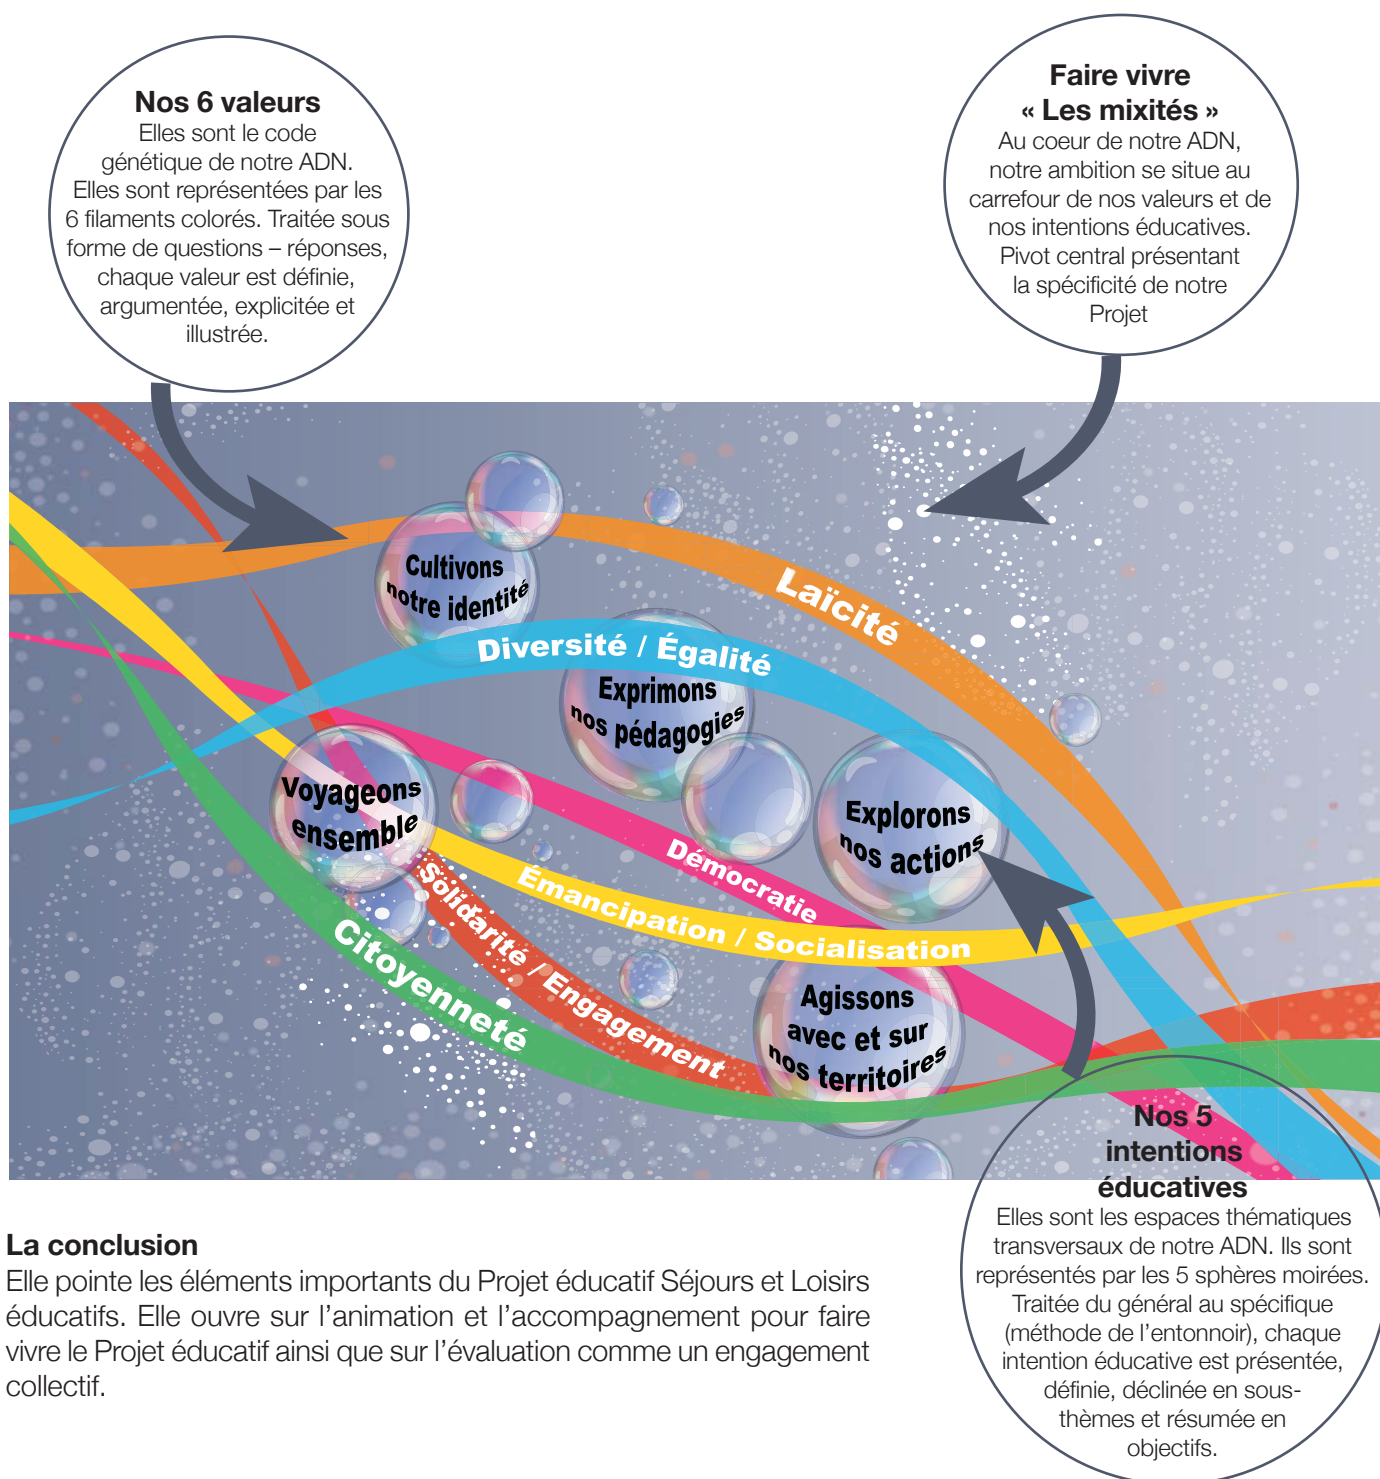 Nos 6 valeurs
Elles sont le code
génétique de notre ADN.
Elles sont représentées par les
6 filaments colorés. Traitée sous
forme de questions – réponses,
chaque valeur est définie,
argumentée, explicitée et
illustrée.
Faire vivre
« Les mixités »
Au coeur de notre ADN,
notre ambition se situe au
carrefour de nos valeurs et de
nos intentions éducatives.
Pivot central présentant
la spécificité de notre
Projet
Cultivons
notre identité
Laïcité
Diversité / Égalité
Exprimons
nos pédagogies
Voyageons
ensemble
Explorons
nos actions
Démocratie
Émancipation / Socialisation
Solidarité / Engagement
Citoyenneté
Agissons
avec et sur
nos territoires
Nos 5
intentions
éducatives
Elles sont les espaces thématiques
transversaux de notre ADN. Ils sont
représentés par les 5 sphères moirées.
Traitée du général au spécifique
(méthode de l’entonnoir), chaque
intention éducative est présentée,
définie, déclinée en sous-
thèmes et résumée en
objectifs.
La conclusion
Elle pointe les éléments importants du Projet éducatif Séjours et Loisirs
éducatifs. Elle ouvre sur l’animation et l’accompagnement pour faire
vivre le Projet éducatif ainsi que sur l’évaluation comme un engagement
collectif.